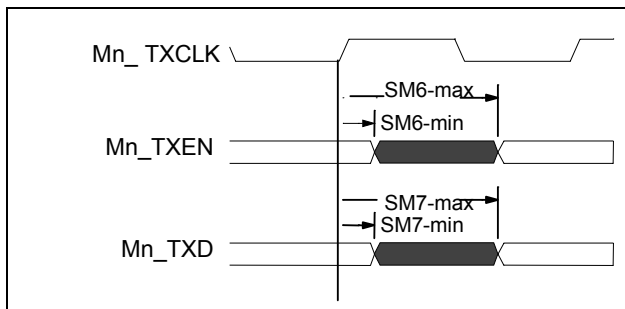 Mn_ TXCLK
SM6-max
SM6-min
Mn_TXEN
SM7-max
SM7-min
Mn_TXD